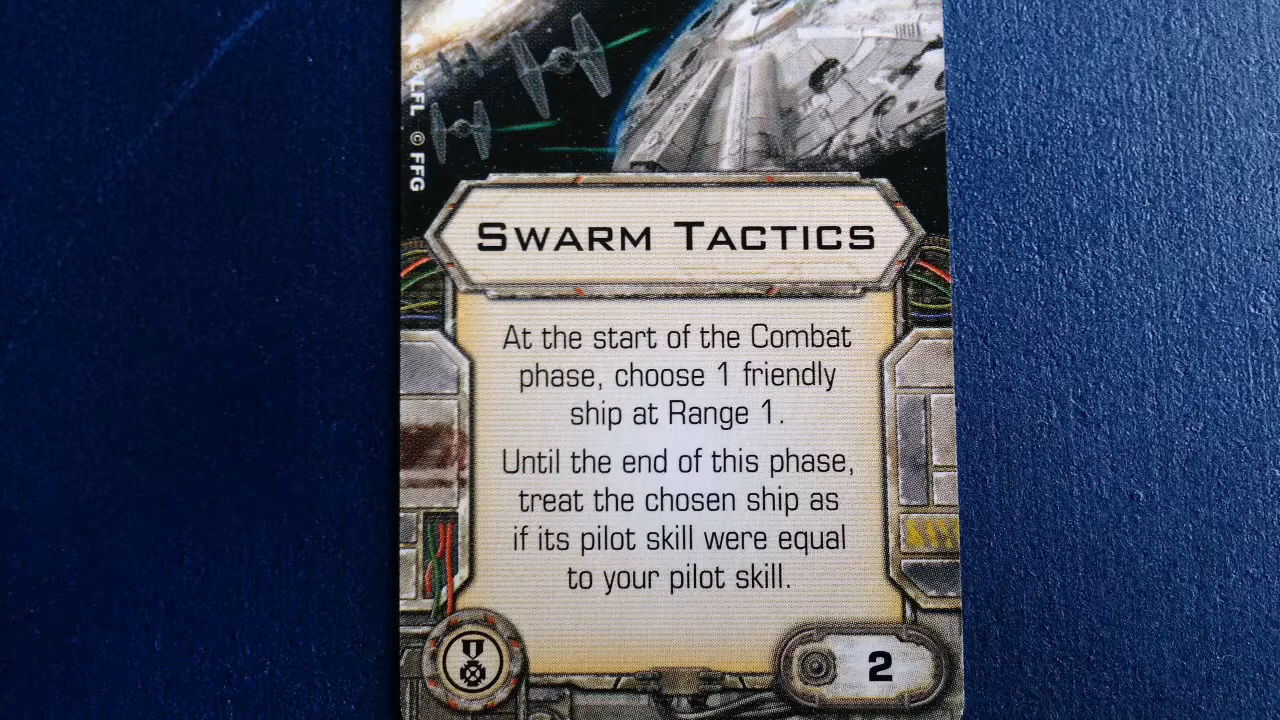 © LFL © FFG
SWARM TACTICS
At the start of the Combat
phase, choose 1 friendly
ship at Range 1.
Until the end of this phase,
treat the chosen ship as
if its pilot skill were equal
to your pilot skill.
2